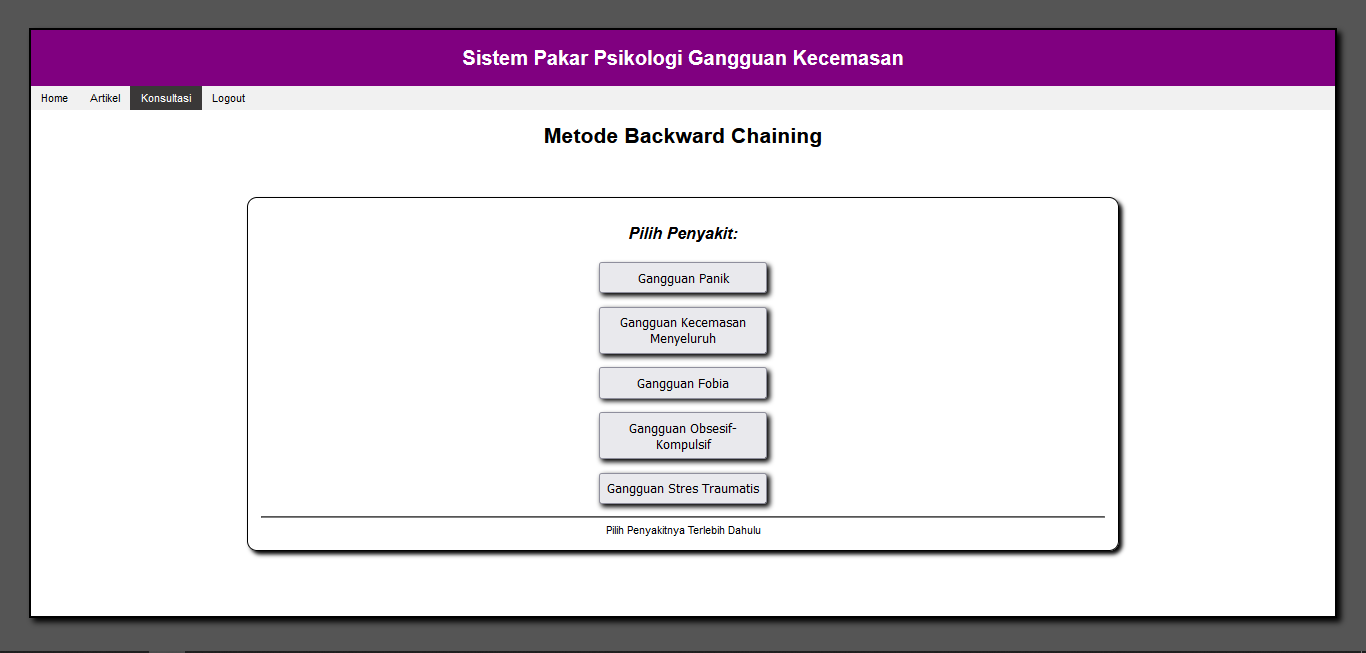 Sistem Pakar Psikologi Gangguan Kecemasan
Home Artikel Konsultasi Logout
Metode Backward Chaining
Pilih Penyakit:
Gangguan Panik
Gangguan Kecemasan
Menyeluruh
Gangguan Fobia
Gangguan Obsesif-
Kompulsif
Gangguan Stres Traumatis
Pilih Penyakitnya Terlebih Dahulu